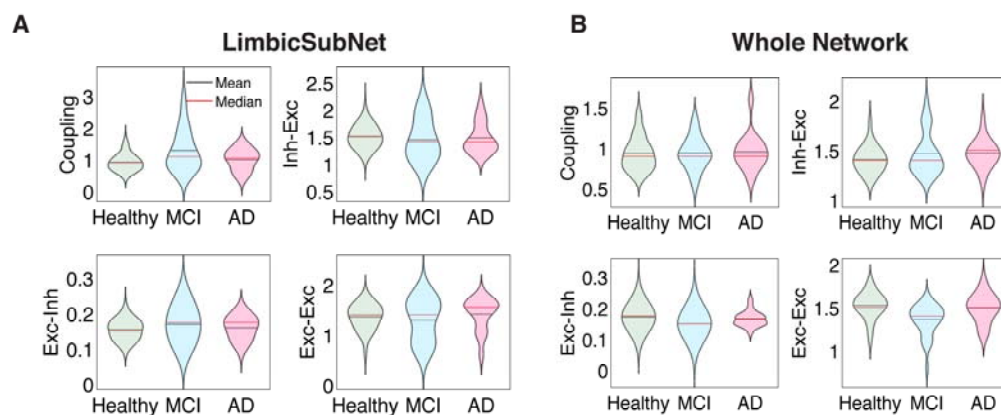 A
LimbicSubNet
Coupling
3
2
1
0
Mean
Median
Healthy MCI AD
Inh-Exc
2.5
2
1.5
1
0.5
Healthy MCI AD
Exc-Inh
0.3
0.2
0.1
0
Healthy MCI AD
Exc-Exc
2
1
0
Healthy MCI AD
B
Whole Network
Coupling
1.5
1
0.5
Healthy MCI AD
Inh-Exc
2
1.5
1
Healthy MCI AD
Exc-Inh
0.3
0.2
0.1
0
Healthy MCI AD
Exc-Exc
2
1.5
1
Healthy MCI AD